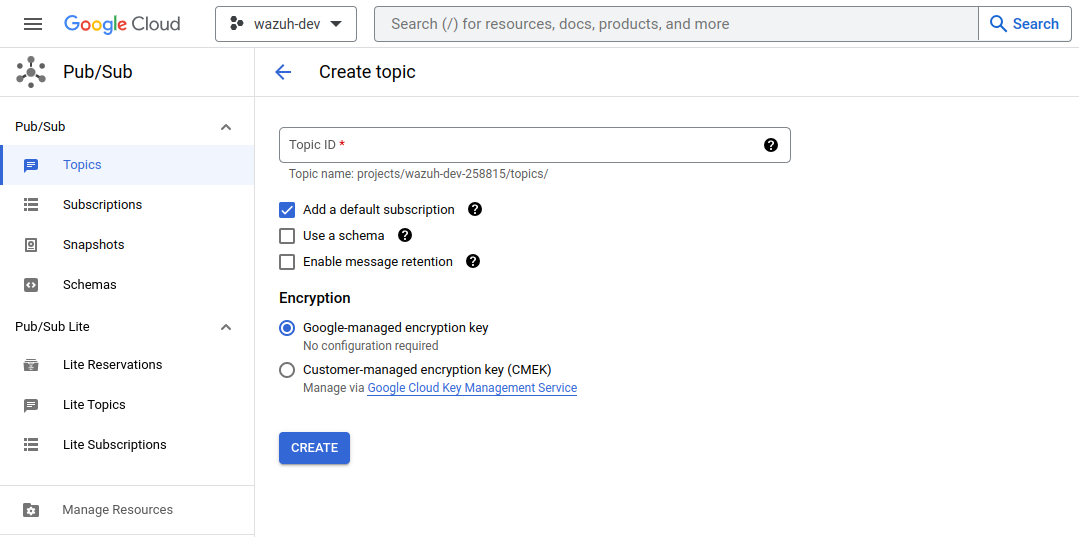 Google Cloud
wazuh-dev
Search (/) for resources, docs, products, and more
Search
Pub/Sub
Create topic
Pub/Sub
Topics
Subscriptions
Snapshots
Schemas
Pub/Sub Lite
Lite Reservations
Lite Topics
Lite Subscriptions
Manage Resources
Topic ID *
Topic name: projects/wazuh-dev-258815/topics/
Add a default subscription
Use a schema
Enable message retention
Encryption
Google-managed encryption key
No configuration required
Customer-managed encryption key (CMEK)
Manage via Google Cloud Key Management Service
CREATE